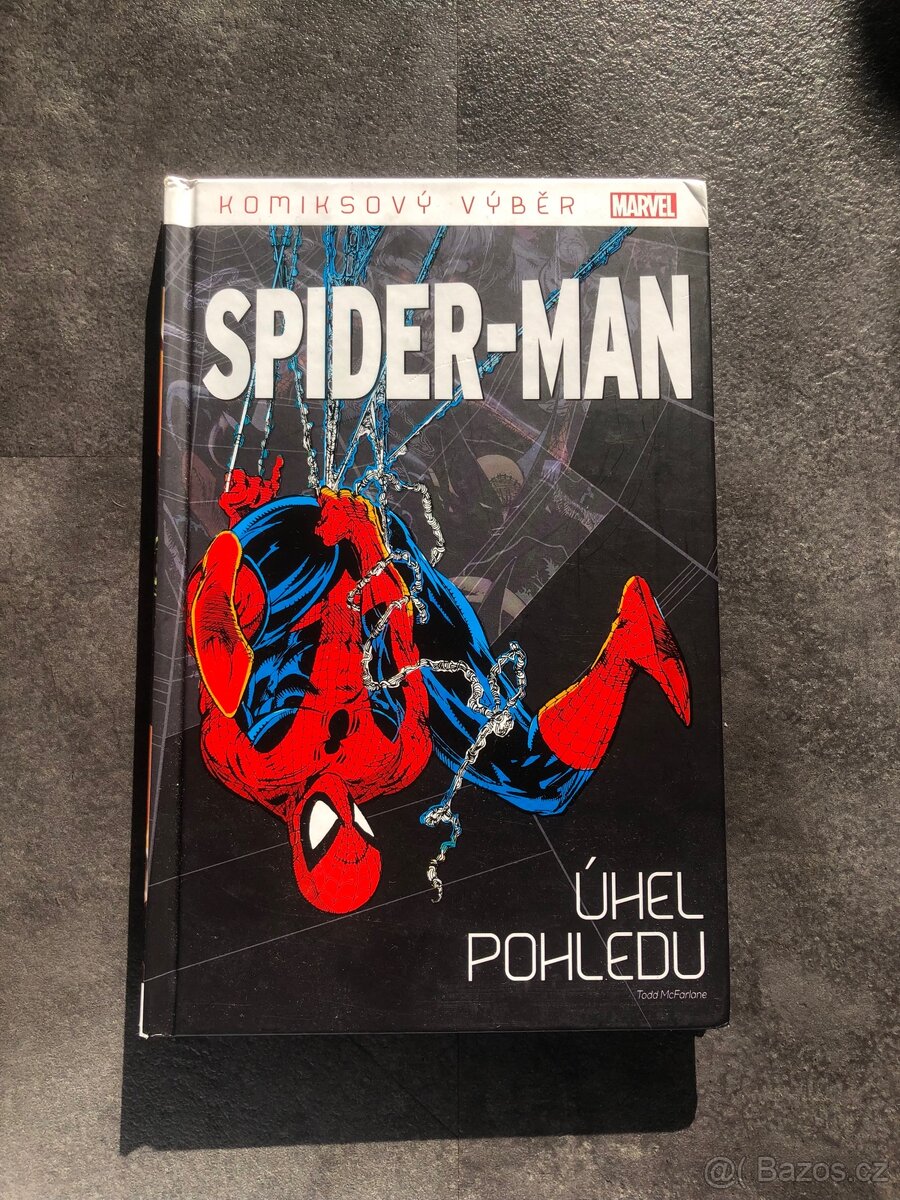 KOMIKSOVÝ VÝBĚR MARVEL
SPIDER-MAN
ÚHEL
POHLEDU
Todd McFarlane
@( Bazos.cz